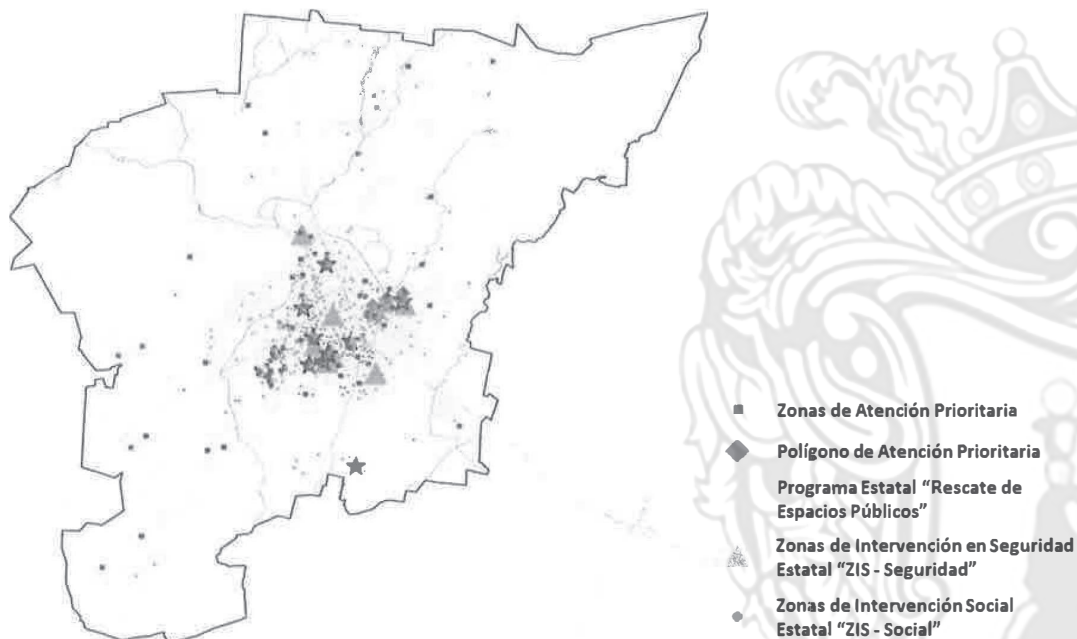 Zonas de Atención Prioritaria
Polígono de Atención Prioritaria
Programa Estatal “Rescate de
Espacios Públicos”
Zonas de Intervención en Seguridad
Estatal “ZIS - Seguridad”
Zonas de Intervención Social
Estatal “ZIS - Social”